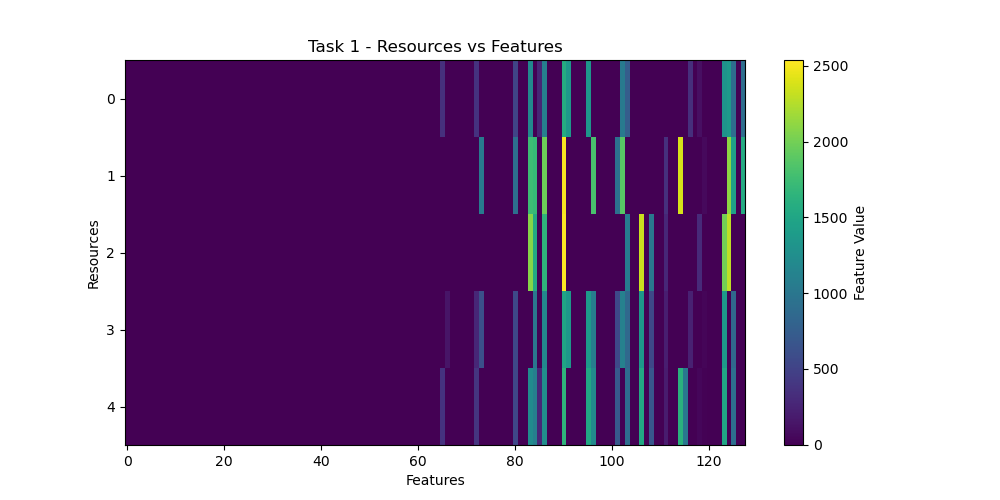 Task 1 - Resources vs Features
Resources
0
1
2
3
4
0 20 40 60 80 100 120
Features
2500
2000
1500
1000
500
0
Feature Value